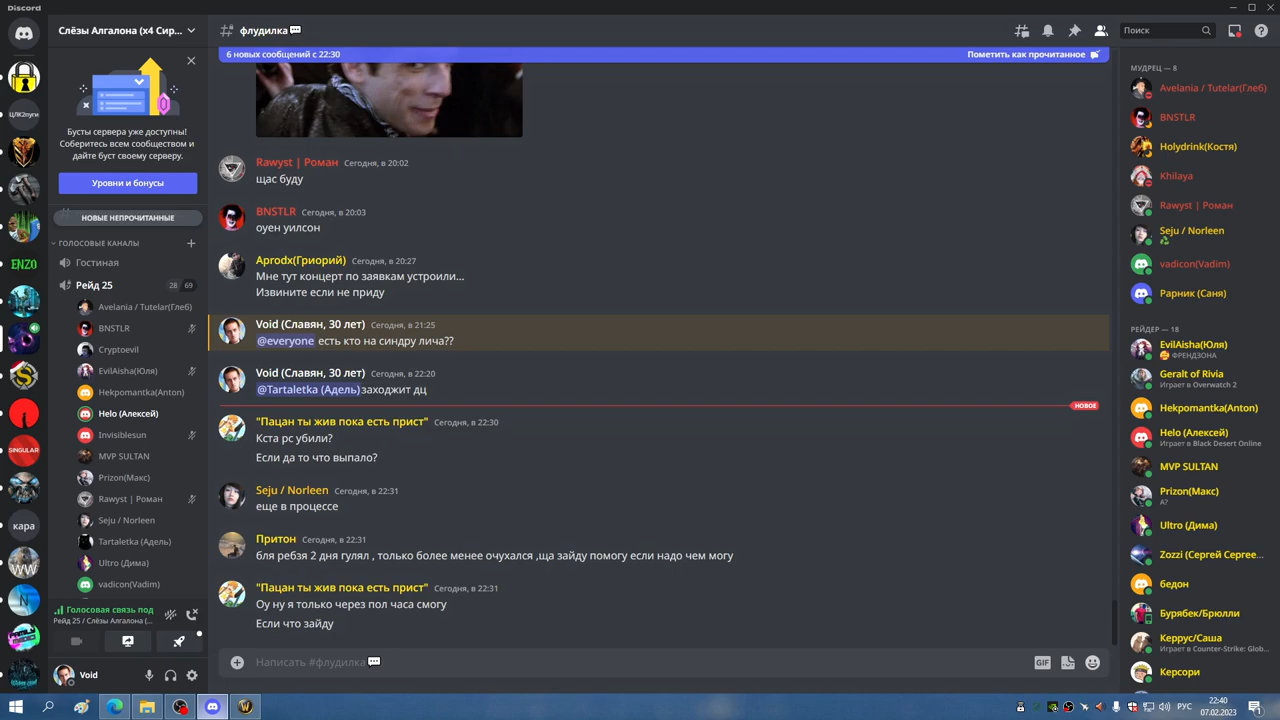 Discord
Слёзы Алгалона (x4 Сир...
флудилка
Поиск
6 новых сообщений с 22:30
Пометить как прочитанное
ЦЛК2пуги
ENZO
SINGULAR
кара
WW
Бусты сервера уже доступны!
Соберитесь всем сообществом и
дайте буст своему серверу.
Уровни и бонусы
НОВЫЕ НЕПРОЧИТАННЫЕ
ГОЛОСОВЫЕ КАНАЛЫ
Гостиная
Рейд 25
28 69
Avelania / Tutelar(Глеб)
BNSTLR
Cryptoevil
EvilAisha(Юля)
Hekpomantka(Anton)
Helo (Алексей)
Invisiblesun
MVP SULTAN
Prizon(Макс)
Rawyst | Роман
Seju / Norleen
Tartaletka (Адель)
Ultro (Дима)
vadicon(Vadim)
Голосовая связь под
Рейд 25 / Слёзы Алгалона (...
Void
Rawyst | Роман Сегодня, в 20:02
щас буду
BNSTLR Сегодня, в 20:03
оуен уилсон
Aprodx(Гриорий) Сегодня, в 20:27
Мне тут концерт по заявкам устроили...
Извините если не приду
Void (Славян, 30 лет) Сегодня, в 21:25
@everyone есть кто на синдру лича??
Void (Славян, 30 лет) Сегодня, в 22:20
@Tartaletka (Адель) заходжит дц
НОВОЕ
"Пацан ты жив пока есть прист" Сегодня, в 22:30
Кста рс убили?
Если да то что выпало?
Seju / Norleen Сегодня, в 22:31
еще в процессе
Притон Сегодня, в 22:31
бля ребзя 2 дня гулял , только более менее очухался ,ща зайду помогу если надо чем могу
"Пацан ты жив пока есть прист" Сегодня, в 22:31
Оу ну я только через пол часа смогу
Если что зайду
Написать #флудилка
GIF
МУДРЕЦ — 8
Avelania / Tutelar(Глеб)
BNSTLR
Holydrink(Костя)
Khilaya
Rawyst | Роман
Seju / Norleen
vadicon(Vadim)
Рарник (Саня)
РЕЙДЕР — 18
EvilAisha(Юля)
ФРЕНДЗОНА
Geralt of Rivia
Играет в Overwatch 2
Hekpomantka(Anton)
Helo (Алексей)
Играет в Black Desert Online
MVP SULTAN
Prizon(Макс)
А?
Ultro (Дима)
Zozzi (Сергей Сергее...
бедон
Бурябек/Брюлли
Керрус/Саша
Играет в Counter-Strike: Glob...
Керсори
РУС
22:40
07.02.2023
1